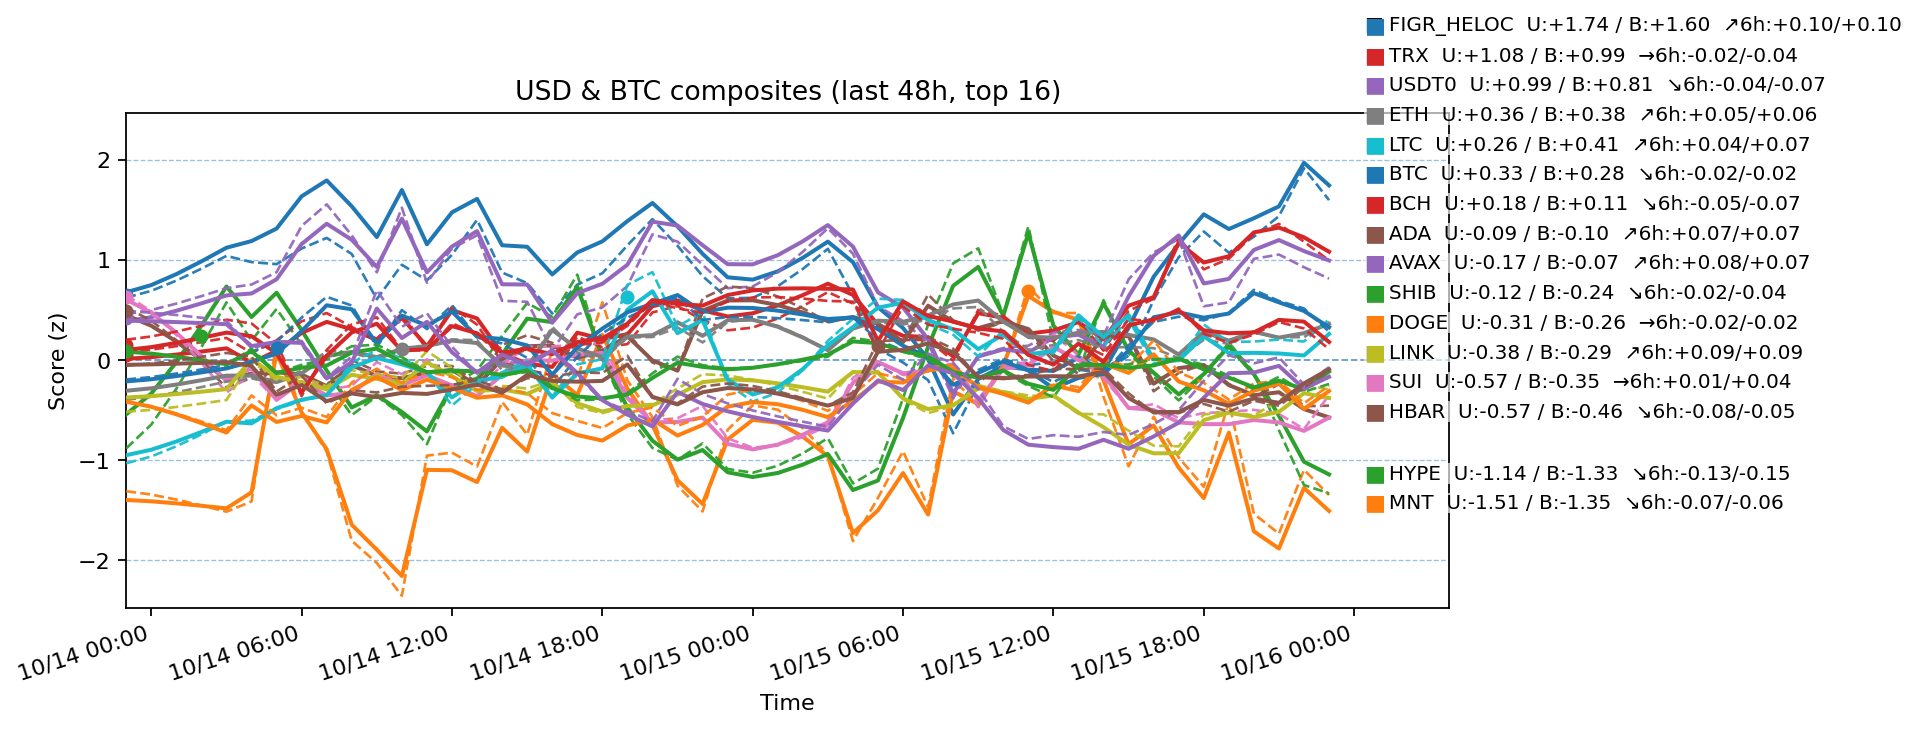 USD & BTC composites (last 48h, top 16)
FIGR_HELOC U:+1.74 / B:+1.60 ↗6h:+0.10/+0.10
TRX U:+1.08 / B:+0.99 →6h:-0.02/-0.04
USDT0 U:+0.99 / B:+0.81 ↘6h:-0.04/-0.07
ETH U:+0.36 / B:+0.38 ↗6h:+0.05/+0.06
LTC U:+0.26 / B:+0.41 ↗6h:+0.04/+0.07
BTC U:+0.33 / B:+0.28 ↘6h:-0.02/-0.02
BCH U:+0.18 / B:+0.11 ↘6h:-0.05/-0.07
ADA U:-0.09 / B:-0.10 ↗6h:+0.07/+0.07
AVAX U:-0.17 / B:-0.07 ↗6h:+0.08/+0.07
SHIB U:-0.12 / B:-0.24 ↘6h:-0.02/-0.04
DOGE U:-0.31 / B:-0.26 →6h:-0.02/-0.02
LINK U:-0.38 / B:-0.29 ↗6h:+0.09/+0.09
SUI U:-0.57 / B:-0.35 →6h:+0.01/+0.04
HBAR U:-0.57 / B:-0.46 ↘6h:-0.08/-0.05
HYPE U:-1.14 / B:-1.33 ↘6h:-0.13/-0.15
MNT U:-1.51 / B:-1.35 ↘6h:-0.07/-0.06
Score (z)
2
1
0
−1
−2
10/14 00:00
10/14 06:00
10/14 12:00
10/14 18:00
10/15 00:00
10/15 06:00
10/15 12:00
10/15 18:00
10/16 00:00
Time